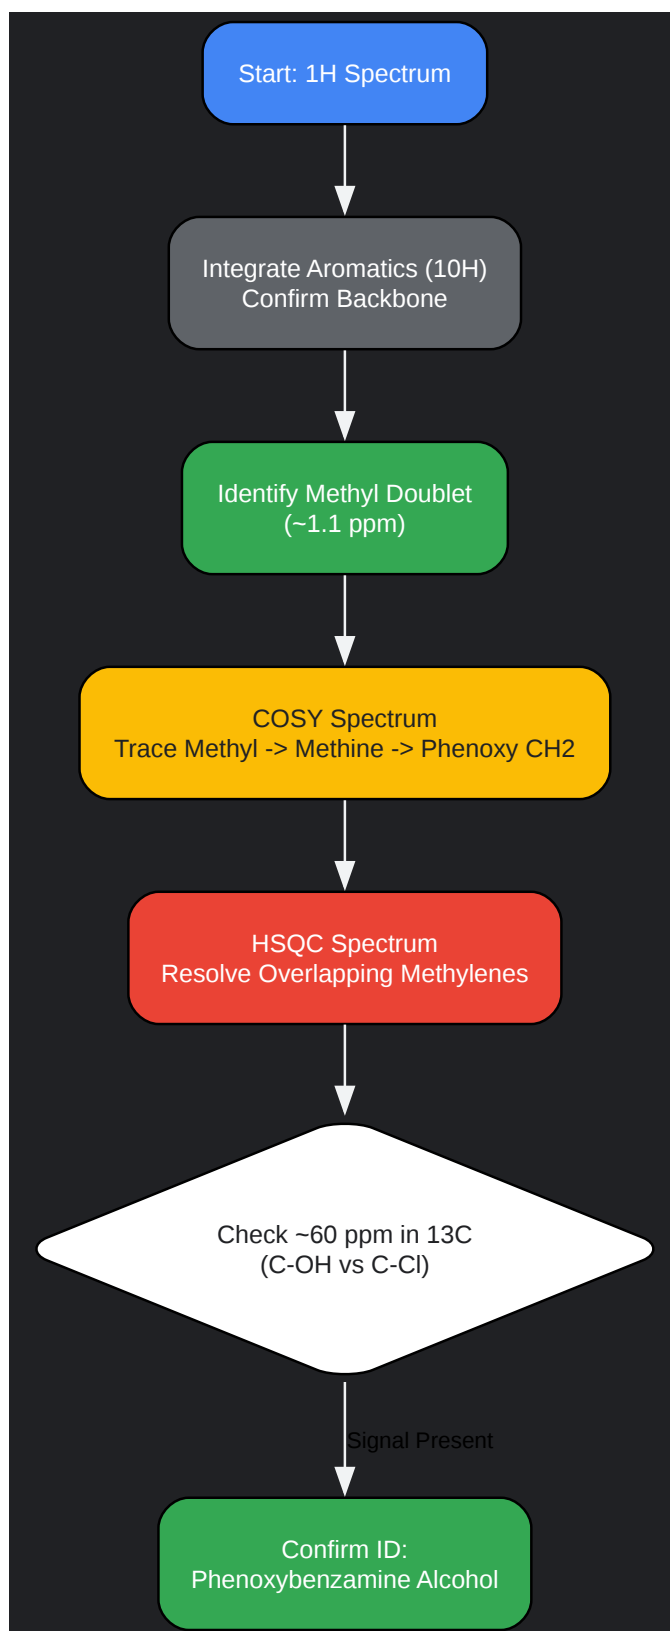 Start: 1H Spectrum
Integrate Aromatics (10H)
Confirm Backbone
Identify Methyl Doublet
(~1.1 ppm)
COSY Spectrum
Trace Methyl -> Methine -> Phenoxy CH2
HSQC Spectrum
Resolve Overlapping Methylenes
Check ~60 ppm in 13C
(C-OH vs C-Cl)
Signal Present
Confirm ID:
Phenoxybenzamine Alcohol